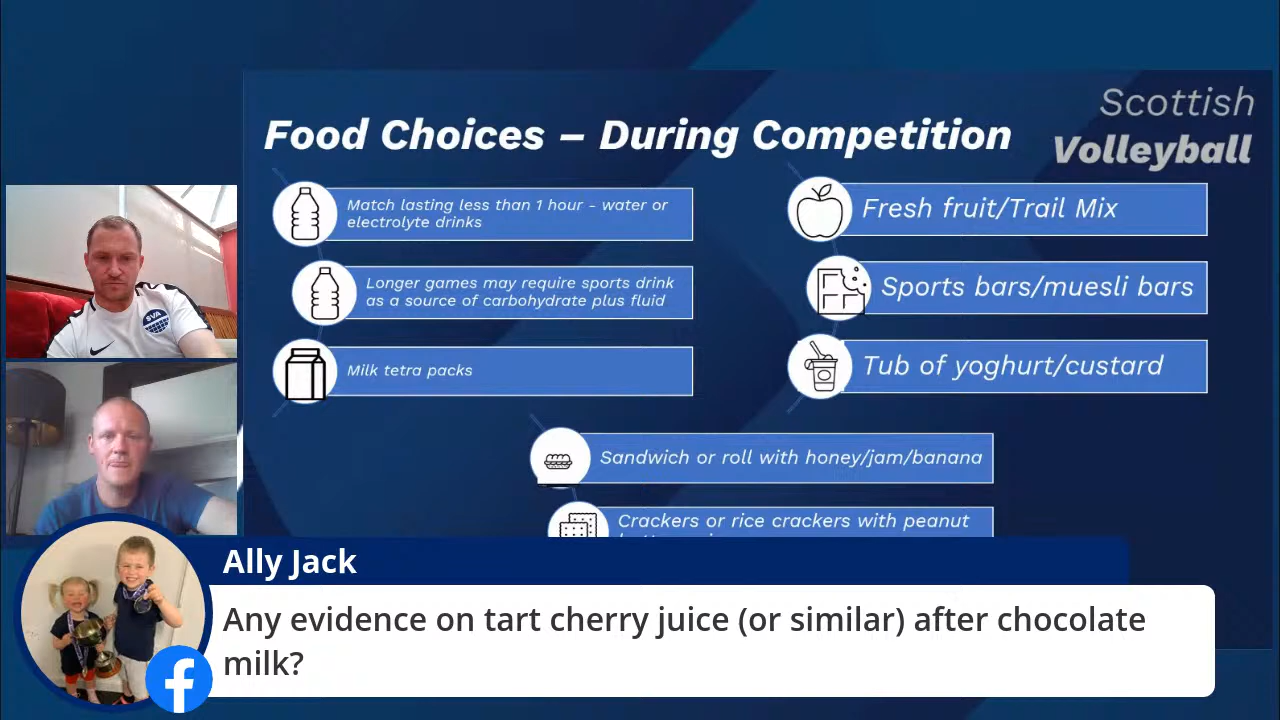 Scottish
Volleyball
Food Choices – During Competition
Match lasting less than 1 hour - water or
electrolyte drinks
Longer games may require sports drink
as a source of carbohydrate plus fluid
Milk tetra packs
Fresh fruit/Trail Mix
Sports bars/muesli bars
Tub of yoghurt/custard
Sandwich or roll with honey/jam/banana
Crackers or rice crackers with peanut
SVA
Ally Jack
Any evidence on tart cherry juice (or similar) after chocolate
milk?